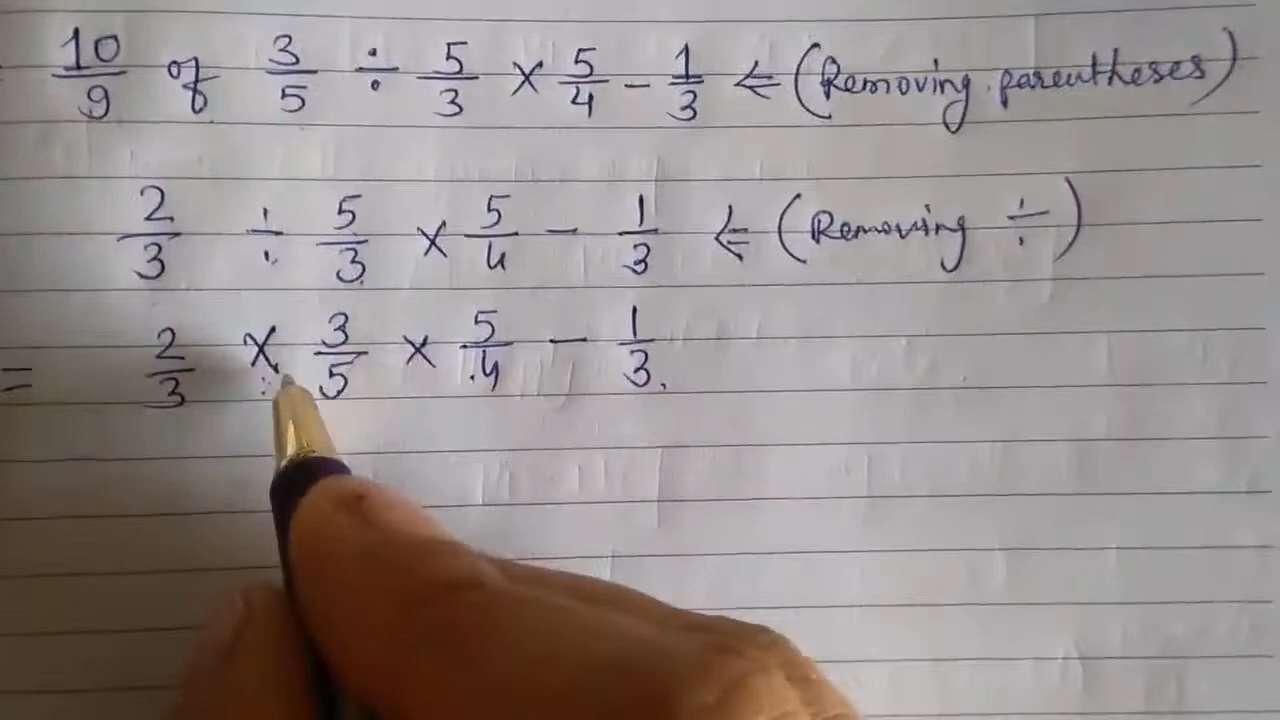 10/9 of 3/5 ÷ 5/3 × 5/4 - 1/3 ⇐ (Removing parentheses)
2/3 ÷ 5/3 × 5/4 - 1/3 ⇐ (Removing ÷)
= 2/3 × 3/5 × 5/4 - 1/3